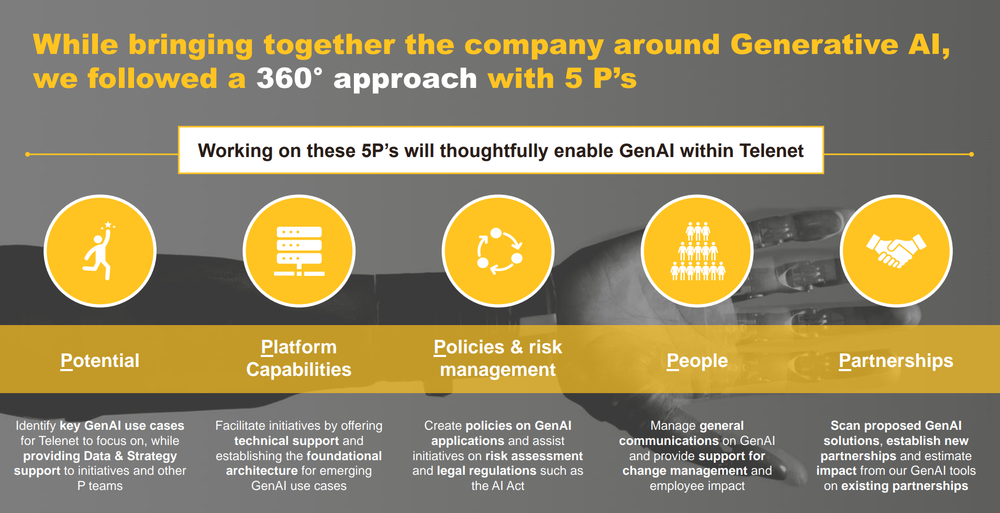 While bringing together the company around Generative AI,
we followed a 360° approach with 5 P’s
Working on these 5P’s will thoughtfully enable GenAI within Telenet
Potential
Platform
Capabilities
Policies & risk
management
People
Partnerships
Identify key GenAI use cases
for Telenet to focus on, while
providing Data & Strategy
support to initiatives and other
P teams
Facilitate initiatives by offering
technical support and
establishing the foundational
architecture for emerging
GenAI use cases
Create policies on GenAI
applications and assist
initiatives on risk assessment
and legal regulations such as
the AI Act
Manage general
communications on GenAI
and provide support for
change management and
employee impact
Scan proposed GenAI
solutions, establish new
partnerships and estimate
impact from our GenAI tools
on existing partnerships